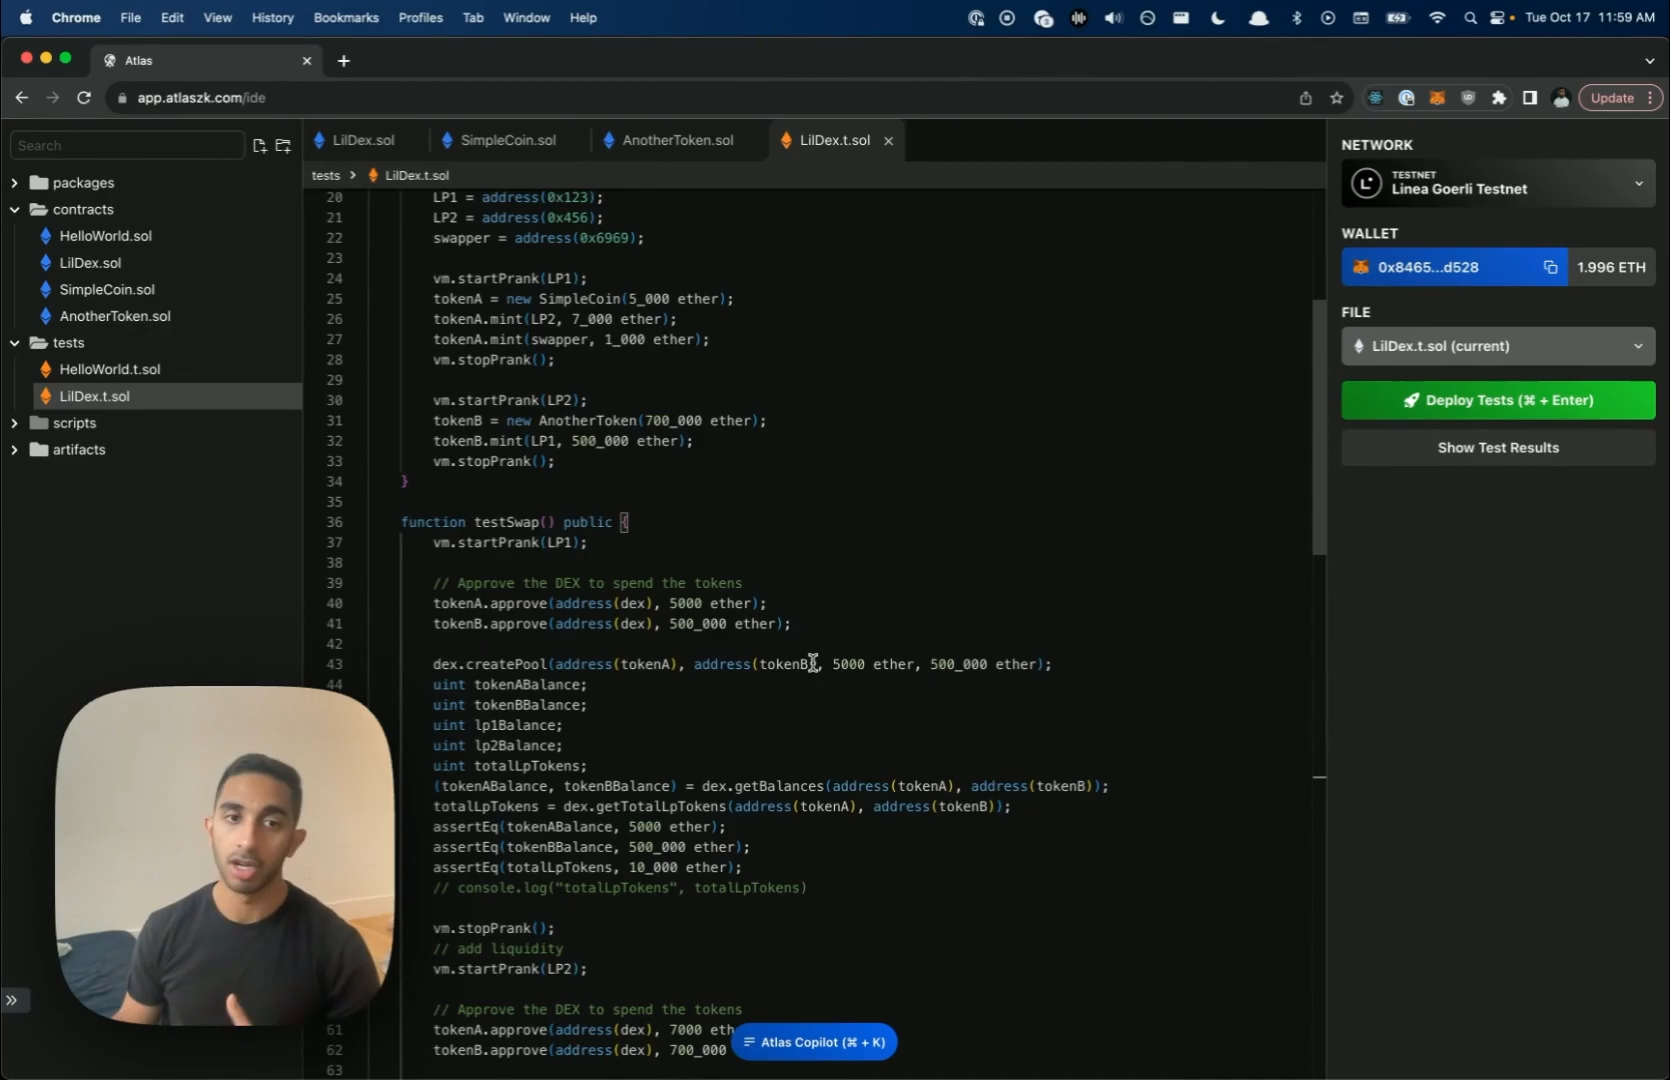 Chrome File Edit View History Bookmarks Profiles Tab Window Help Tue Oct 17 11:59 AM
Atlas
app.atlaszk.com/ide Update
Search
packages
contracts
HelloWorld.sol
LilDex.sol
SimpleCoin.sol
AnotherToken.sol
tests
HelloWorld.t.sol
LilDex.t.sol
scripts
artifacts
LilDex.sol SimpleCoin.sol AnotherToken.sol LilDex.t.sol
tests > LilDex.t.sol
20 LP1 = address(0x123);
21 LP2 = address(0x456);
22 swapper = address(0x6969);
23
24 vm.startPrank(LP1);
25 tokenA = new SimpleCoin(5_000 ether);
26 tokenA.mint(LP2, 7_000 ether);
27 tokenA.mint(swapper, 1_000 ether);
28 vm.stopPrank();
29
30 vm.startPrank(LP2);
31 tokenB = new AnotherToken(700_000 ether);
32 tokenB.mint(LP1, 500_000 ether);
33 vm.stopPrank();
34 }
35
36 function testSwap() public {
37 vm.startPrank(LP1);
38
39 // Approve the DEX to spend the tokens
40 tokenA.approve(address(dex), 5000 ether);
41 tokenB.approve(address(dex), 500_000 ether);
42
43 dex.createPool(address(tokenA), address(tokenB), 5000 ether, 500_000 ether);
44 uint tokenABalance;
uint tokenBBalance;
uint lp1Balance;
uint lp2Balance;
uint totalLpTokens;
(tokenABalance, tokenBBalance) = dex.getBalances(address(tokenA), address(tokenB));
totalLpTokens = dex.getTotalLpTokens(address(tokenA), address(tokenB));
assertEq(tokenABalance, 5000 ether);
assertEq(tokenBBalance, 500_000 ether);
assertEq(totalLpTokens, 10_000 ether);
// console.log("totalLpTokens", totalLpTokens)
vm.stopPrank();
// add liquidity
vm.startPrank(LP2);
// Approve the DEX to spend the tokens
61 tokenA.approve(address(dex), 7000 eth
62 tokenB.approve(address(dex), 700_000
63
Atlas Copilot (⌘ + K)
NETWORK
TESTNET
Linea Goerli Testnet
WALLET
0x8465...d528 1.996 ETH
FILE
LilDex.t.sol (current)
Deploy Tests (⌘ + Enter)
Show Test Results